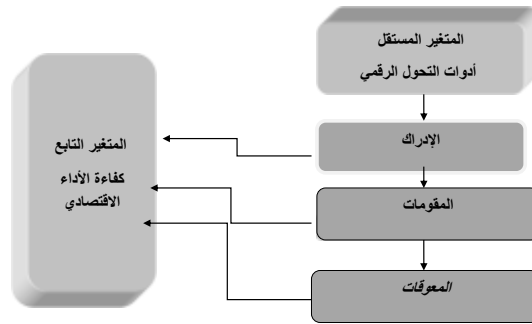 المتغير المستقل
أدوات التحول الرقمي
الإدراك
المقومات
المعوقات
المتغير التابع
كفاءة الأداء
الاقتصادي